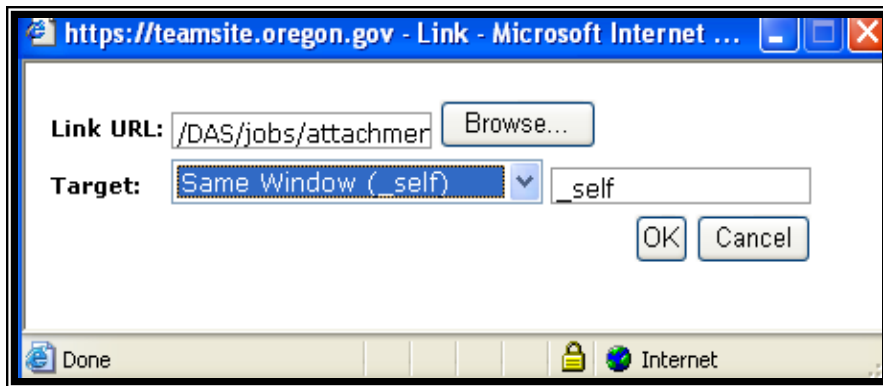 https://teamsite.oregon.gov - Link - Microsoft Internet ...
Link URL: /DAS/jobs/attachmer Browse...
Target: Same Window (_self) _self
OK Cancel
Done Internet